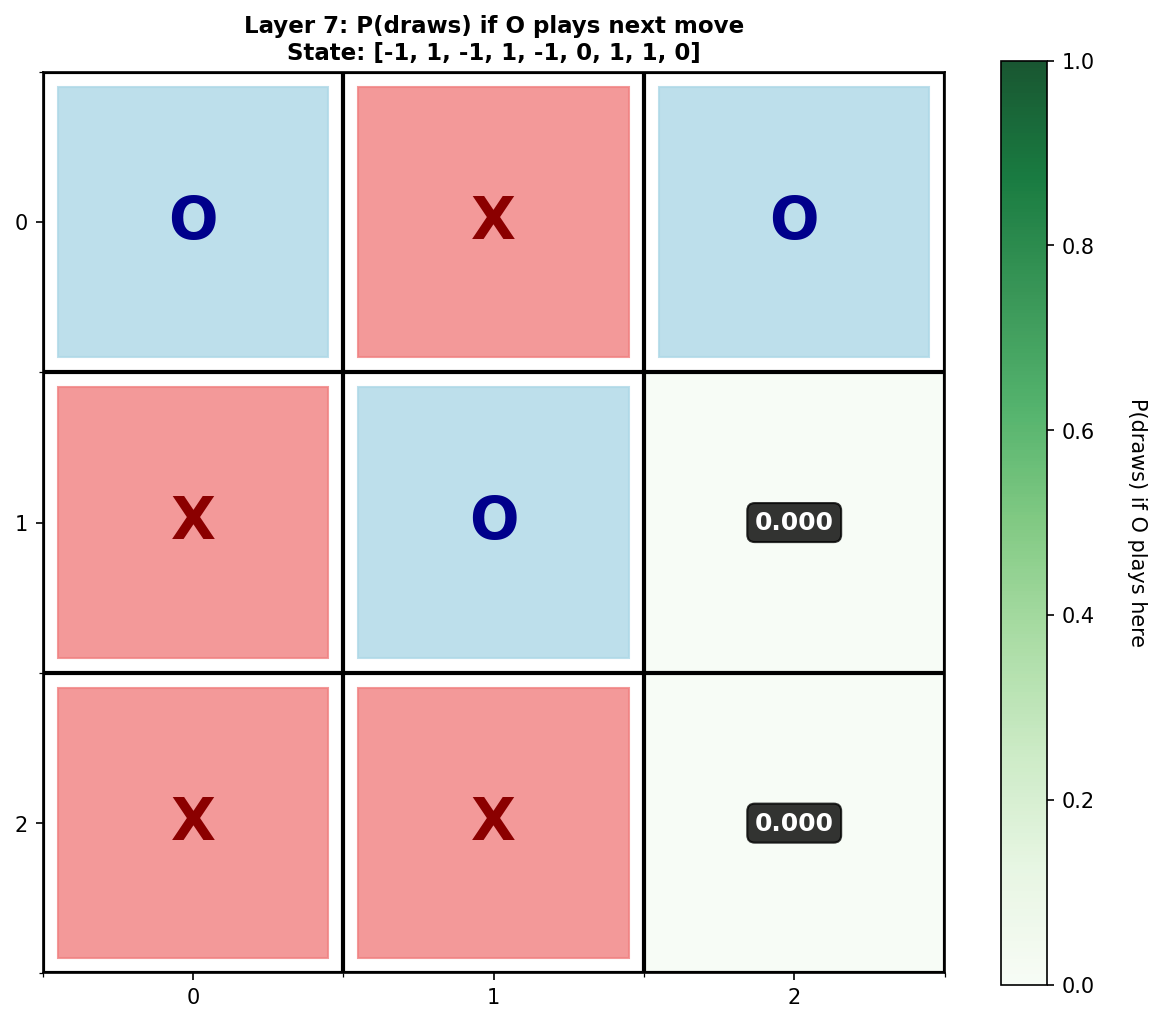 Layer 7: P(draws) if O plays next move
State: [-1, 1, -1, 1, -1, 0, 1, 1, 0]
O X O
X O 0.000
X X 0.000
0
1
2
0 1 2
1.0
0.8
0.6
0.4
0.2
0.0
P(draws) if O plays here